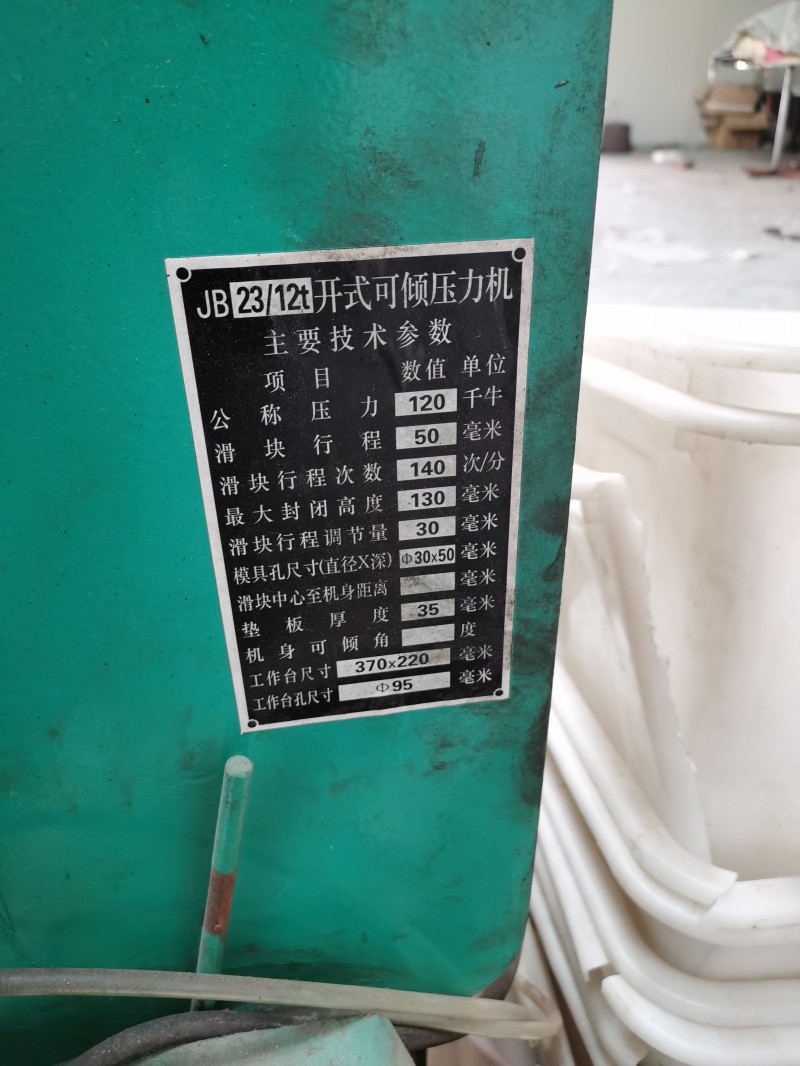 JB 23/12t 开式可倾压力机
主要技术参数
项目 数值 单位
公称压力 120 千牛
滑块行程 50 毫米
滑块行程次数 140 次/分
最大封闭高度 130 毫米
滑块行程调节量 30 毫米
模具孔尺寸(直径X深) Φ30x50 毫米
滑块中心至机身距离 毫米
垫板厚度 35 毫米
机身可倾角 度
工作台尺寸 370x220 毫米
工作台孔尺寸 Φ95 毫米